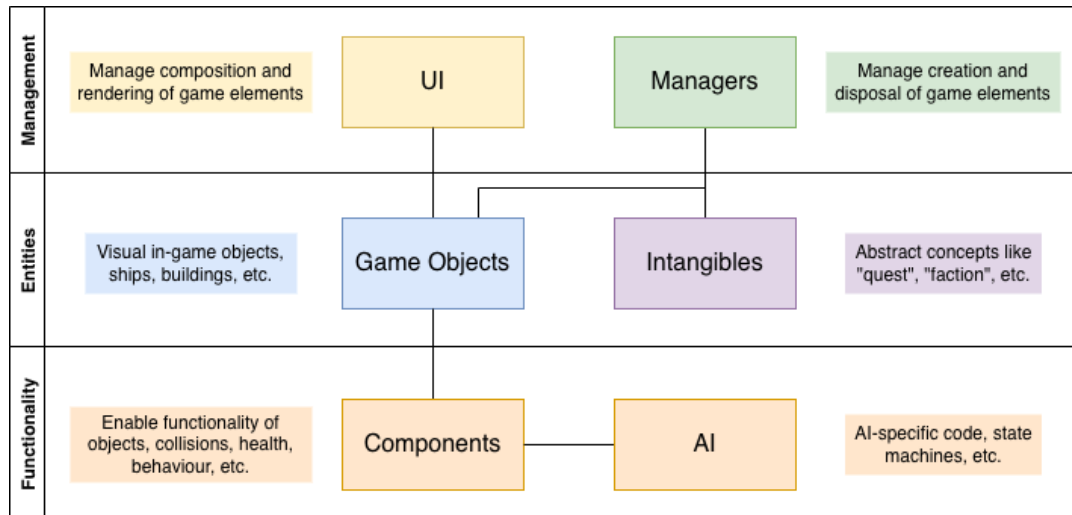 Management
Manage composition and
rendering of game elements
UI
Managers
Manage creation and
disposal of game elements
Entities
Visual in-game objects,
ships, buildings, etc.
Game Objects
Intangibles
Abstract concepts like
"quest", "faction", etc.
Functionality
Enable functionality of
objects, collisions, health,
behaviour, etc.
Components
AI
AI-specific code, state
machines, etc.